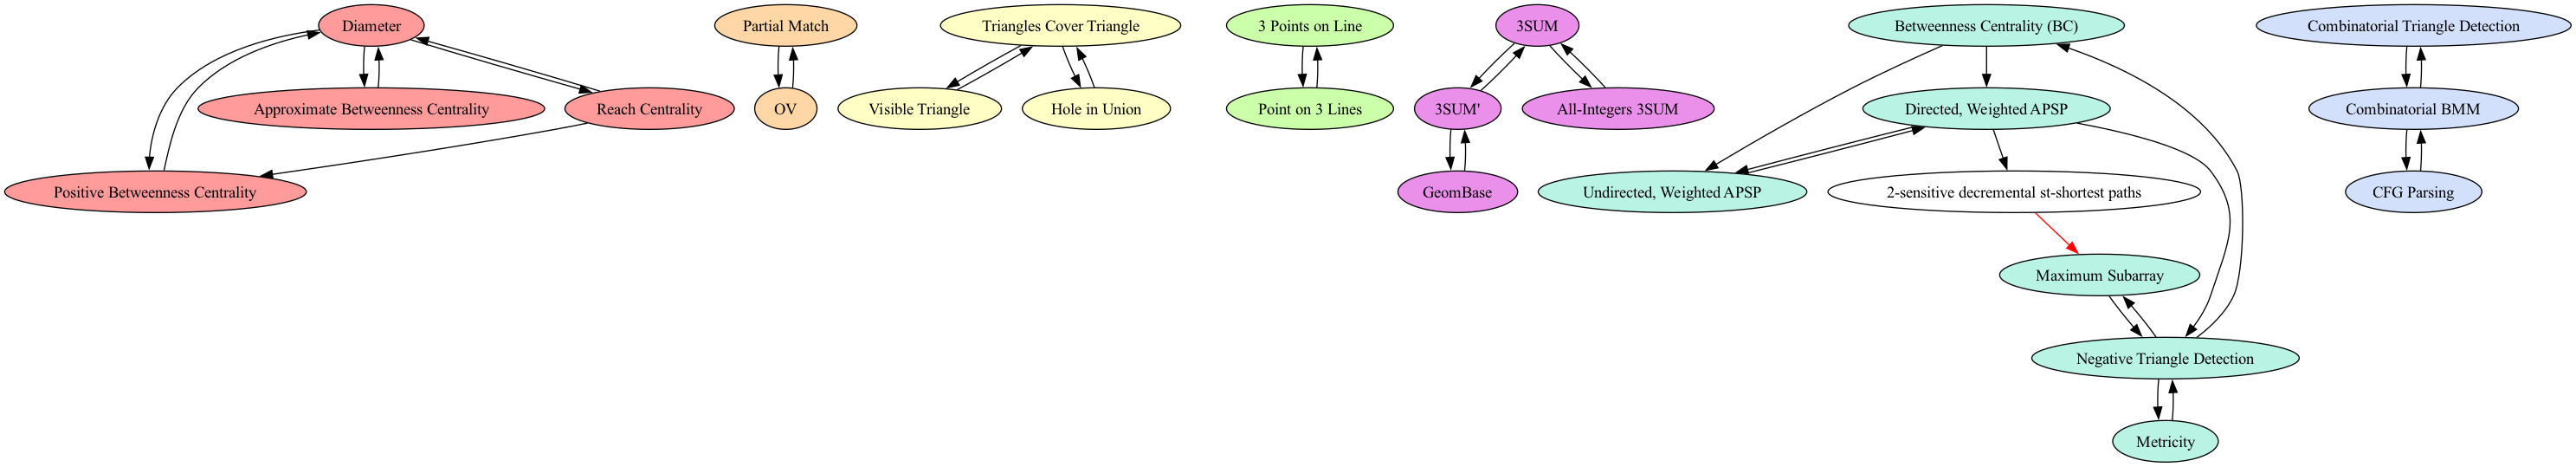 Diameter
Partial Match
Triangles Cover Triangle
3 Points on Line
3SUM
Betweenness Centrality (BC)
Combinatorial Triangle Detection
Approximate Betweenness Centrality
Reach Centrality
OV
Visible Triangle
Hole in Union
Point on 3 Lines
3SUM'
All-Integers 3SUM
Directed, Weighted APSP
Combinatorial BMM
Positive Betweenness Centrality
GeomBase
Undirected, Weighted APSP
2-sensitive decremental st-shortest paths
CFG Parsing
Maximum Subarray
Negative Triangle Detection
Metricity